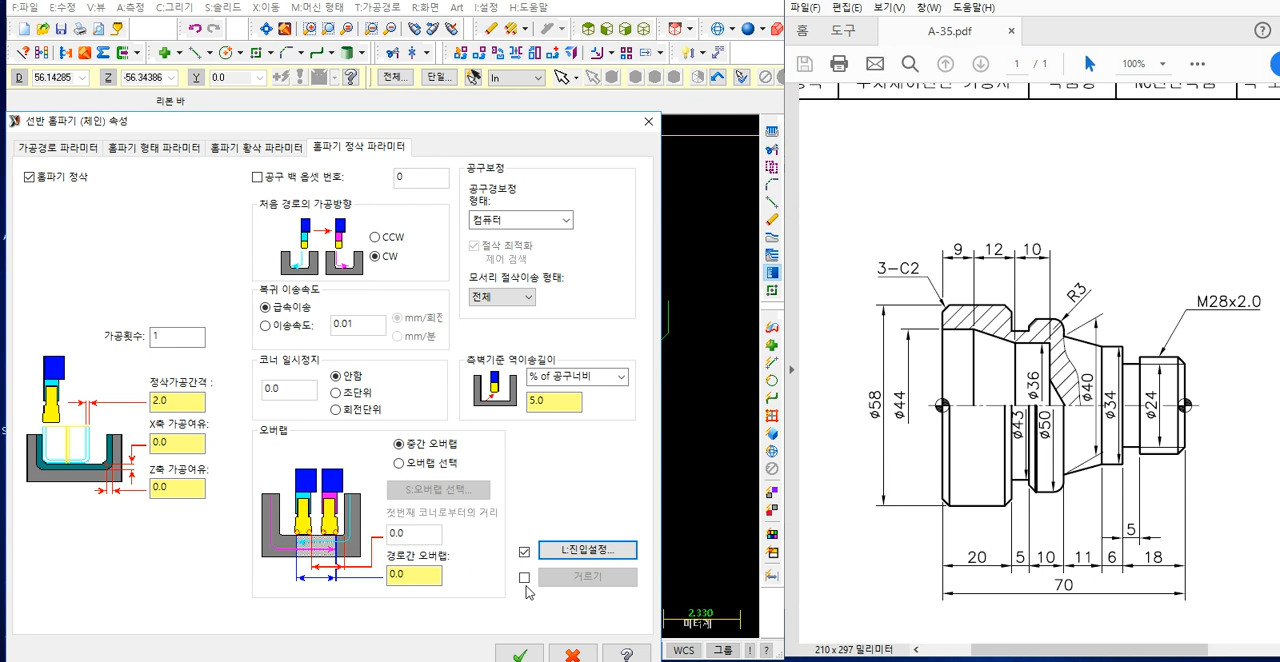 F:파일 E:수정 V:뷰 A:측정 C:그리기 S:솔리드 X:이동 M:머신 형태 T:가공경로 R:화면 Art I:설정 H:도움말
D 56.14285 Z -56.34386 Y 0.0 전체... 단일... In
리본 바
선반 홈파기 (체인) 속성
가공경로 파라미터 홈파기 형태 파라미터 홈파기 황삭 파라미터 홈파기 정삭 파라미터
홈파기 정삭
공구 백 옵셋 번호: 0
처음 경로의 가공방향
CCW
CW
복귀 이송속도
급속이송
이송속도: 0.01
mm/회전
mm/분
가공횟수: 1
코너 일시정지
0.0
안함
초단위
회전단위
정삭가공간격 :
2.0
X축 가공여유:
0.0
Z축 가공여유:
0.0
오버랩
중간 오버랩
오버랩 선택
S:오버랩 선택...
첫번째 코너로부터의 거리
0.0
경로간 오버랩:
0.0
공구보정
공구경보정
형태:
컴퓨터
절삭 최적화
제어 검색
모서리 절삭이송 형태:
전체
측벽기준 역이송길이
% of 공구너비
5.0
L:진입설정...
거르기
2.330
미터계
WCS 그룹 ! ?
파일(F) 편집(E) 보기(V) 창(W) 도움말(H)
홈 도구 A-35.pdf ×
1 / 1 100%
9 12 10
3-C2
R3
M28x2.0
ø58
ø44
ø43
ø36
ø50
ø40
ø34
ø24
5
20 5 10 11 6 18
70
210 x 297 밀리미터